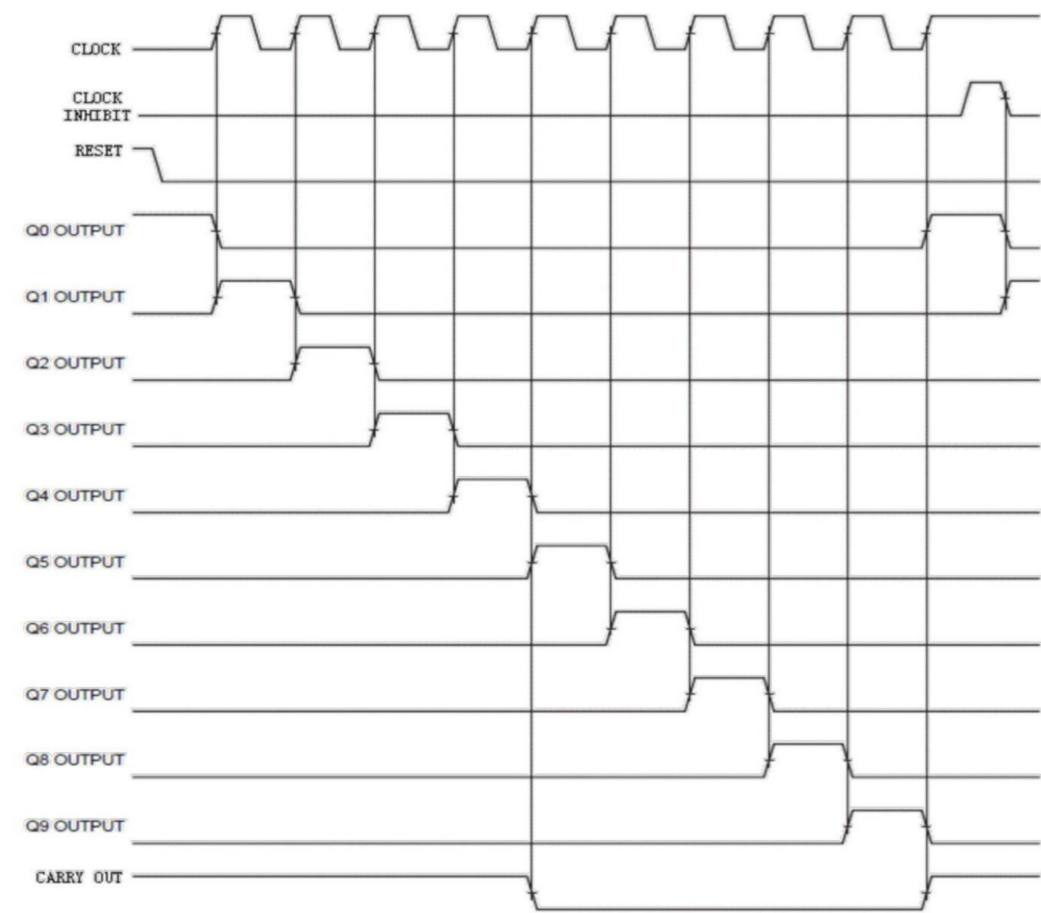 CLOCK
CLOCK
INHIBIT
RESET
Q0 OUTPUT
Q1 OUTPUT
Q2 OUTPUT
Q3 OUTPUT
Q4 OUTPUT
Q5 OUTPUT
Q6 OUTPUT
Q7 OUTPUT
Q8 OUTPUT
Q9 OUTPUT
CARRY OUT